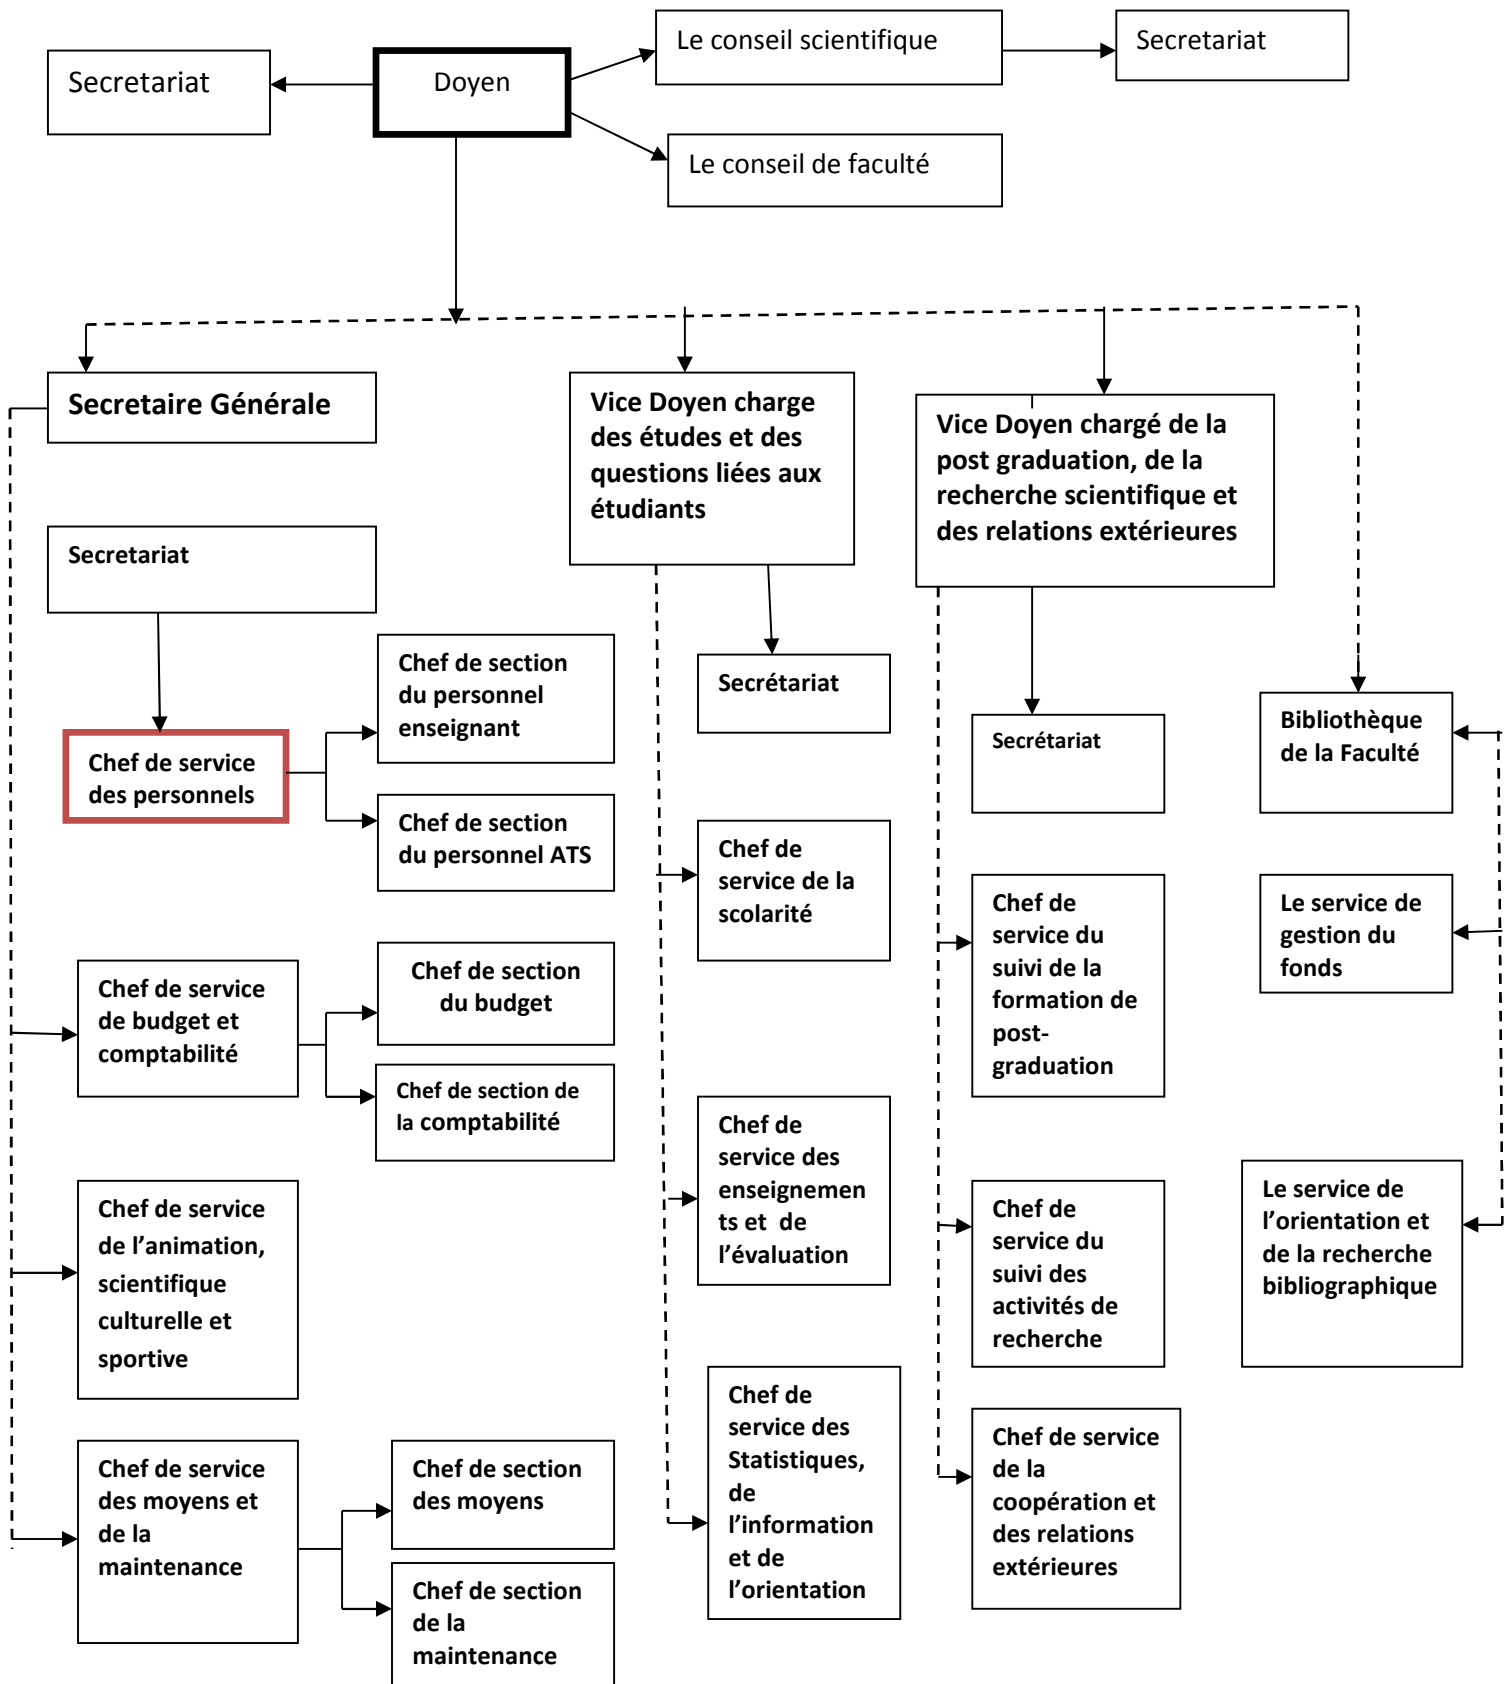 Secretariat
Doyen
Le conseil scientifique
Secretariat
Le conseil de faculté
Secretaire Générale
Vice Doyen charge
des études et des
questions liées aux
étudiants
Vice Doyen chargé de la
post graduation, de la
recherche scientifique et
des relations extérieures
Secretariat
Chef de service
des personnels
Chef de section
du personnel
enseignant
Chef de section
du personnel ATS
Chef de service
de budget et
comptabilité
Chef de section
du budget
Chef de section de
la comptabilité
Chef de service
de l’animation,
scientifique
culturelle et
sportive
Chef de service
des moyens et
de la
maintenance
Chef de section
des moyens
Chef de section
de la
maintenance
Secrétariat
Chef de
service de la
scolarité
Chef de
service des
enseignemen
ts et  de
l’évaluation
Chef de
service des
Statistiques,
de
l’information
et de
l’orientation
Secrétariat
Chef de
service du
suivi de la
formation de
post-
graduation
Chef de
service du
suivi des
activités de
recherche
Chef de service
de la
coopération et
des relations
extérieures
Bibliothèque
de la Faculté
Le service de
gestion du
fonds
Le service de
l’orientation et
de la recherche
bibliographique